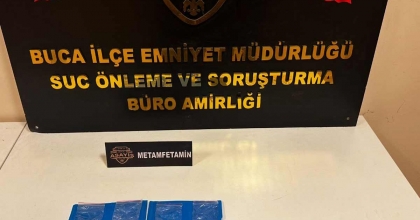 BUCA İLÇE EMNİYET MÜDÜRLÜĞÜ
SUÇ ÖNLEME VE SORUŞTURMA
BÜRO AMİRLİĞİ
ASAYİŞ
METAMFETAMİN